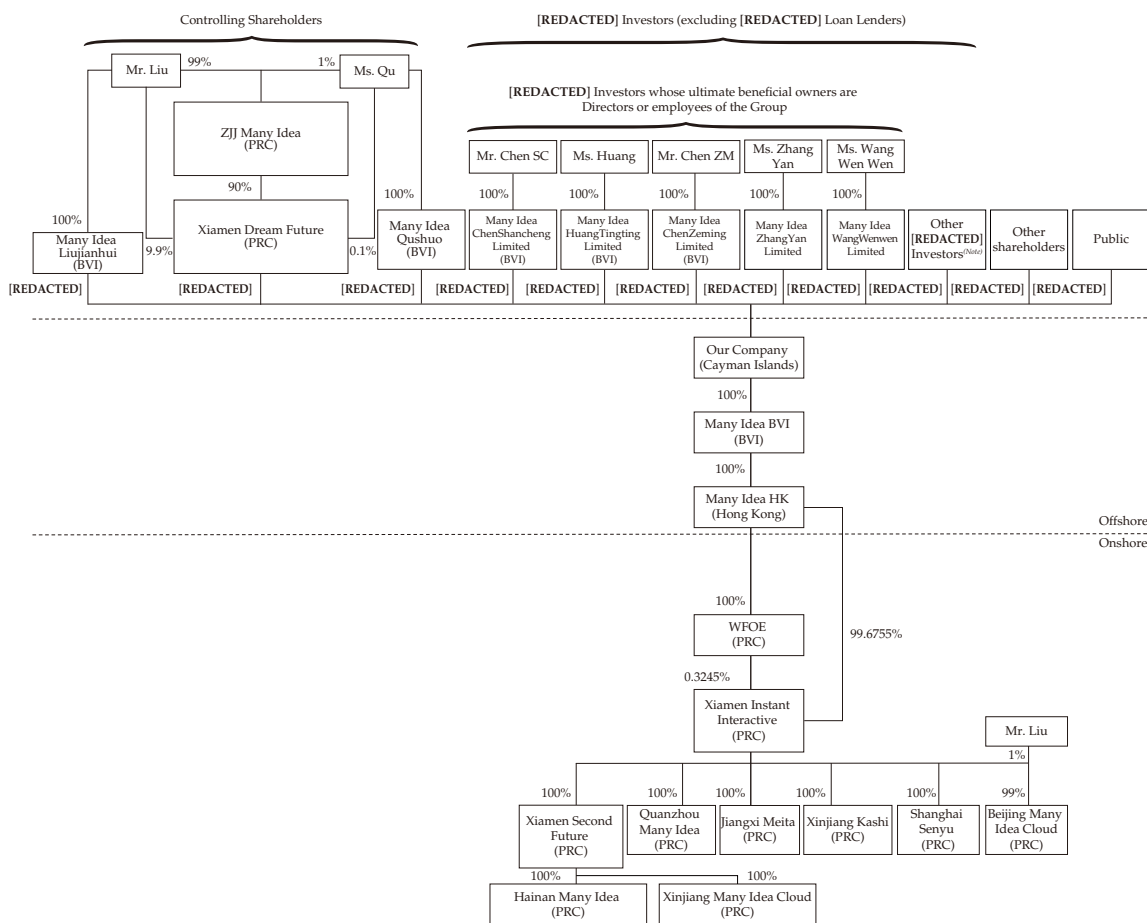 Controlling Shareholders
[REDACTED] Investors (excluding [REDACTED] Loan Lenders)
Mr. Liu
99%
1%
Ms. Qu
[REDACTED] Investors whose ultimate beneficial owners are
Directors or employees of the Group
ZJJ Many Idea
(PRC)
Mr. Chen SC
Ms. Huang
Mr. Chen ZM
Ms. Zhang
Yan
Ms. Wang
Wen Wen
90%
100%
100%
100%
100%
100%
100%
100%
Many Idea
Liujianhui
(BVI)
9.9%
Xiamen Dream Future
(PRC)
0.1%
Many Idea
Qushuo
(BVI)
Many Idea
ChenShancheng
Limited
(BVI)
Many Idea
HuangTingting
Limited
(BVI)
Many Idea
ChenZeming
Limited
(BVI)
Many Idea
ZhangYan
Limited
Many Idea
WangWenwen
Limited
Other
[REDACTED]
Investors(Note)
Other
shareholders
Public
[REDACTED]
[REDACTED]
[REDACTED]
[REDACTED]
[REDACTED]
[REDACTED]
[REDACTED]
[REDACTED]
[REDACTED]
[REDACTED]
[REDACTED]
Our Company
(Cayman Islands)
100%
Many Idea BVI
(BVI)
100%
Many Idea HK
(Hong Kong)
Offshore
Onshore
100%
WFOE
(PRC)
99.6755%
0.3245%
Xiamen Instant
Interactive
(PRC)
Mr. Liu
1%
100%
100%
100%
100%
100%
99%
Xiamen Second
Future
(PRC)
Quanzhou
Many Idea
(PRC)
Jiangxi Meita
(PRC)
Xinjiang Kashi
(PRC)
Shanghai
Senyu
(PRC)
Beijing Many
Idea Cloud
(PRC)
100%
100%
Hainan Many Idea
(PRC)
Xinjiang Many Idea Cloud
(PRC)